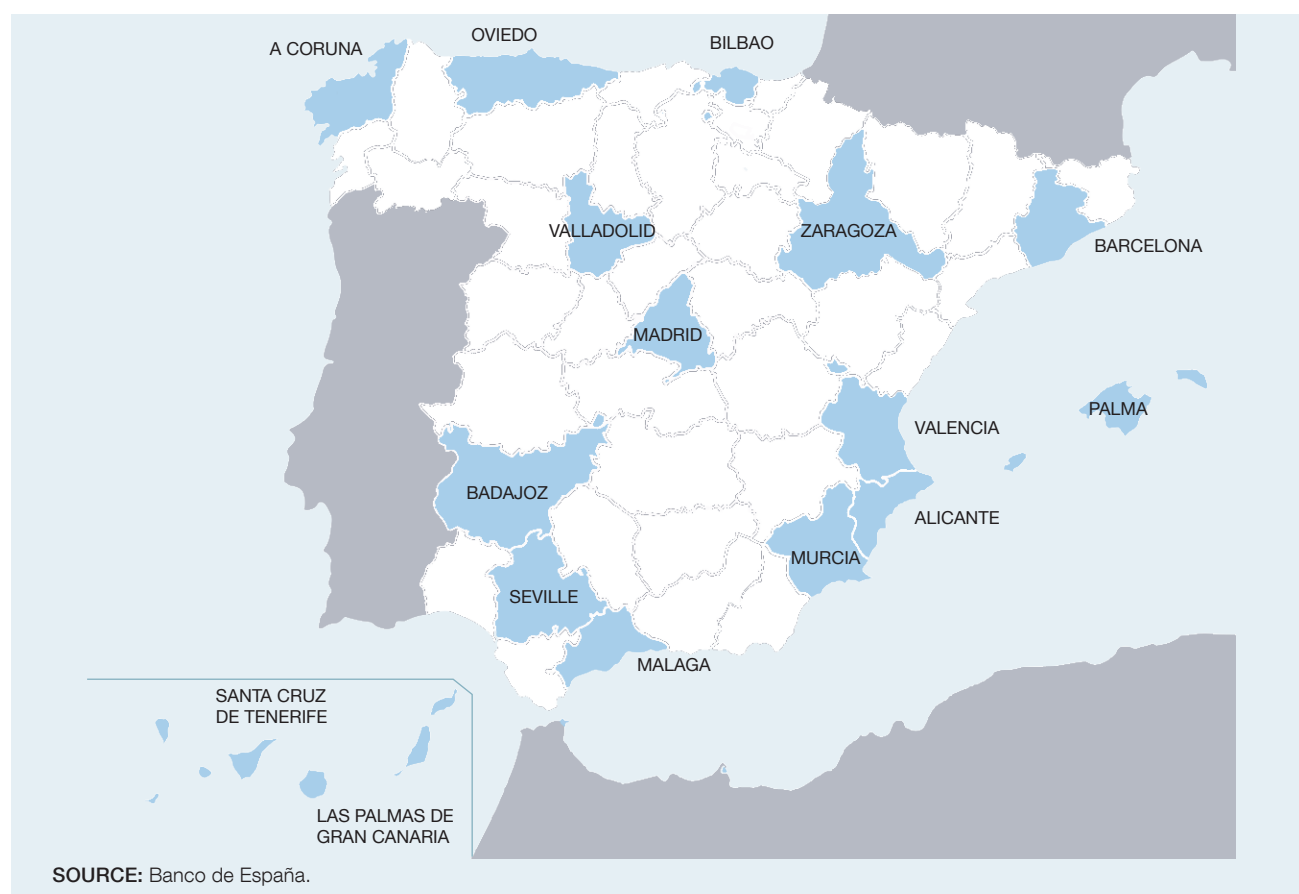 OVIEDO
BILBAO
A CORUNA
VALLADOLID
ZARAGOZA
BARCELONA
MADRID
PALMA
VALENCIA
BADAJOZ
ALICANTE
MURCIA
SEVILLE
MALAGA
SANTA CRUZ
DE TENERIFE
LAS PALMAS DE
GRAN CANARIA
SOURCE: Banco de España.